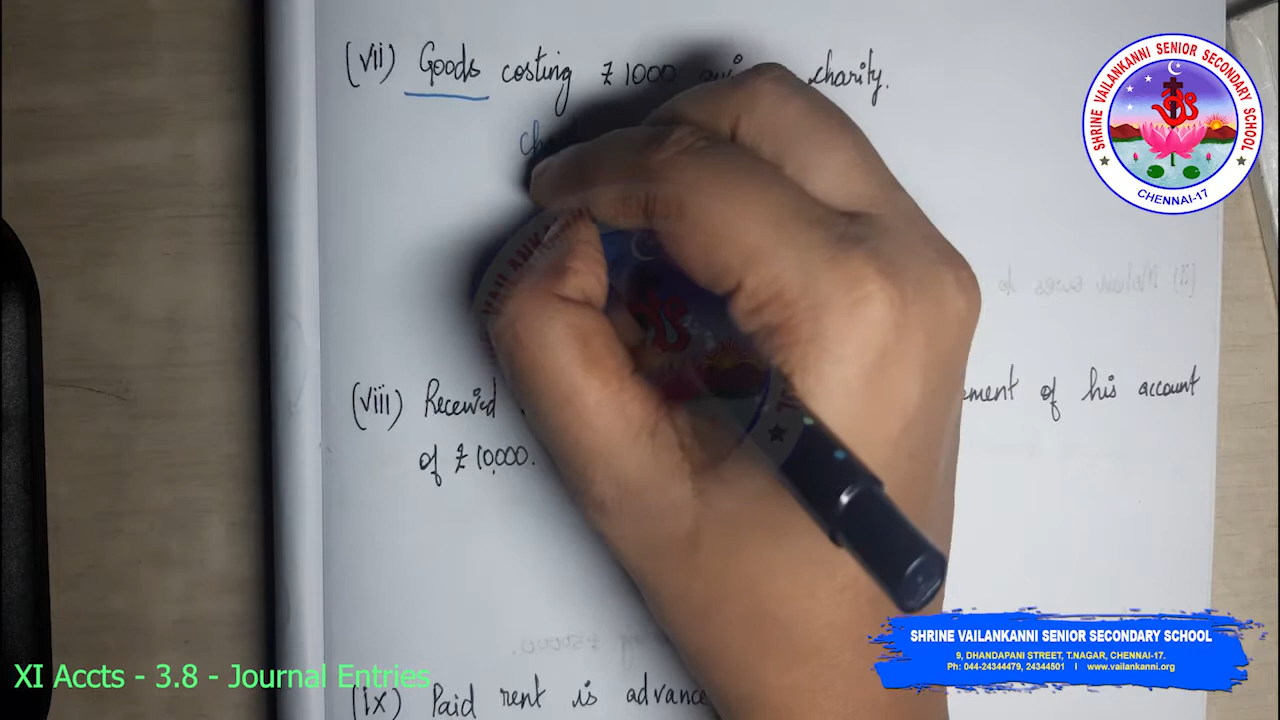 (vii) Goods costing ₹ 1000 charity.
(viii) Received ement of his account
of ₹ 10,000.
(ix) Paid rent is advance
SHRINE VAILANKANNI SENIOR SECONDARY SCHOOL
CHENNAI-17
SHRINE VAILANKANNI SENIOR SECONDARY SCHOOL
9, DHANDAPANI STREET, T.NAGAR, CHENNAI-17.
Ph: 044-24344479, 24344501 I www.vailankanni.org
XI Accts - 3.8 - Journal Entries